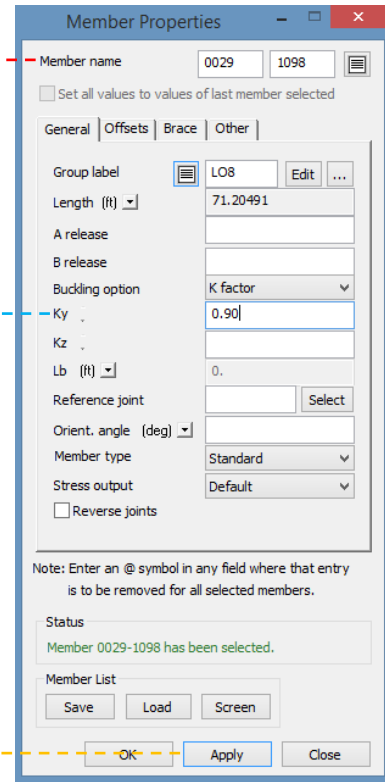 Member Properties
Member name 0029 1098
Set all values to values of last member selected
General Offsets Brace Other
Group label LO8 Edit ...
Length (ft) 71.20491
A release
B release
Buckling option K factor
Ky 0.90
Kz
Lb (ft) 0.
Reference joint Select
Orient. angle (deg)
Member type Standard
Stress output Default
Reverse joints
Note: Enter an @ symbol in any field where that entry
is to be removed for all selected members.
Status
Member 0029-1098 has been selected.
Member List
Save Load Screen
OK Apply Close